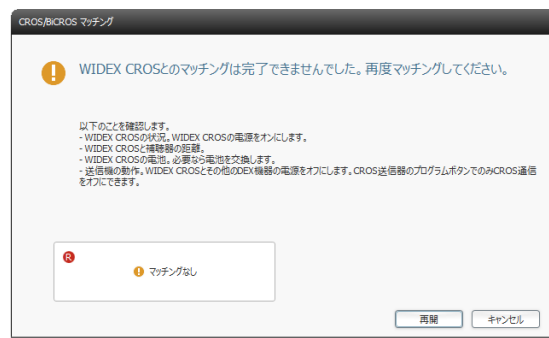 CROS/BiCROS マッチング
WIDEX CROSとのマッチングは完了できませんでした。再度マッチングしてください。
以下のことを確認します。
- WIDEX CROSの状況。WIDEX CROSの電源をオンにします。
- WIDEX CROSと補聴器の距離。
- WIDEX CROSの電池。必要なら電池を交換します。
- 送信機の動作。WIDEX CROSとその他のDEX機器の電源をオフにします。CROS送信器のプログラムボタンでのみCROS通信
をオフにできます。
R
マッチングなし
再開 キャンセル